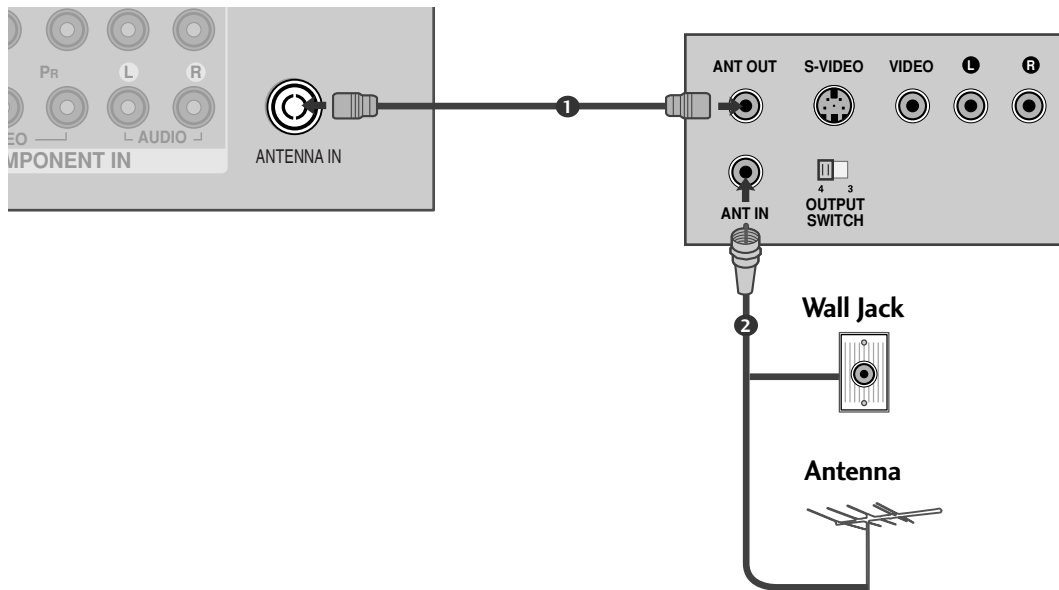 PR L R
EO AUDIO
MPONENT IN
ANTENNA IN
1
ANT OUT S-VIDEO VIDEO L R
ANT IN
4 3
OUTPUT
SWITCH
2
Wall Jack
Antenna